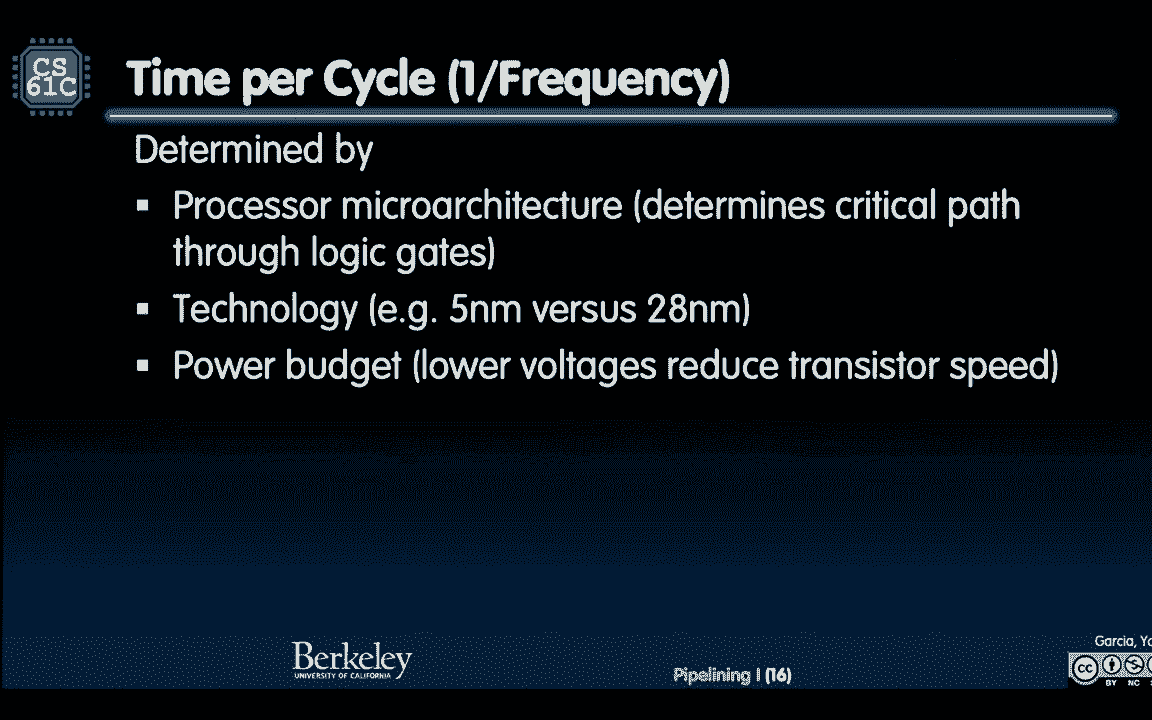 CS
61C
Time per Cycle (1/Frequency)
Determined by
▪ Processor microarchitecture (determines critical path
through logic gates)
▪ Technology (e.g. 5nm versus 28nm)
▪ Power budget (lower voltages reduce transistor speed)
Berkeley
UNIVERSITY OF CALIFORNIA
Pipelining I (16)
Garcia,
cc
BY NC